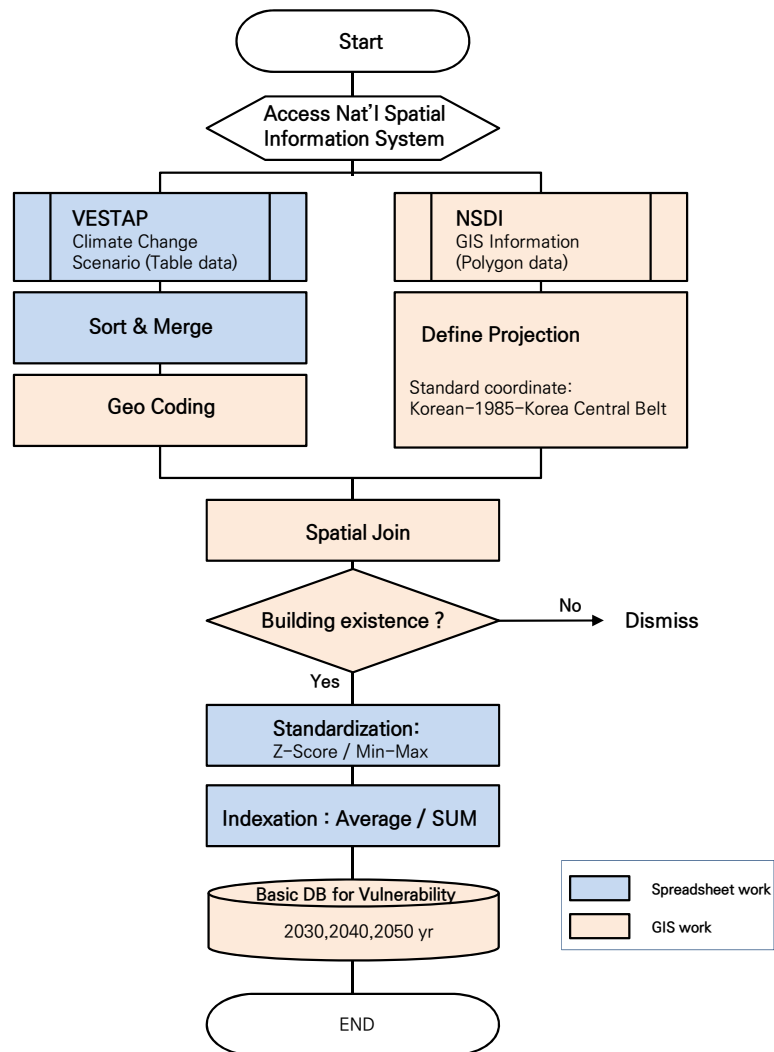 Start
Access Nat'l Spatial
Information System
VESTAP
Climate Change
Scenario (Table data)
NSDI
GIS Information
(Polygon data)
Sort & Merge
Define Projection
Standard coordinate:
Korean-1985-Korea Central Belt
Geo Coding
Spatial Join
Building existence ?
No
Dismiss
Yes
Standardization:
Z-Score / Min-Max
Indexation : Average / SUM
Basic DB for Vulnerability
2030,2040,2050 yr
Spreadsheet work
GIS work
END